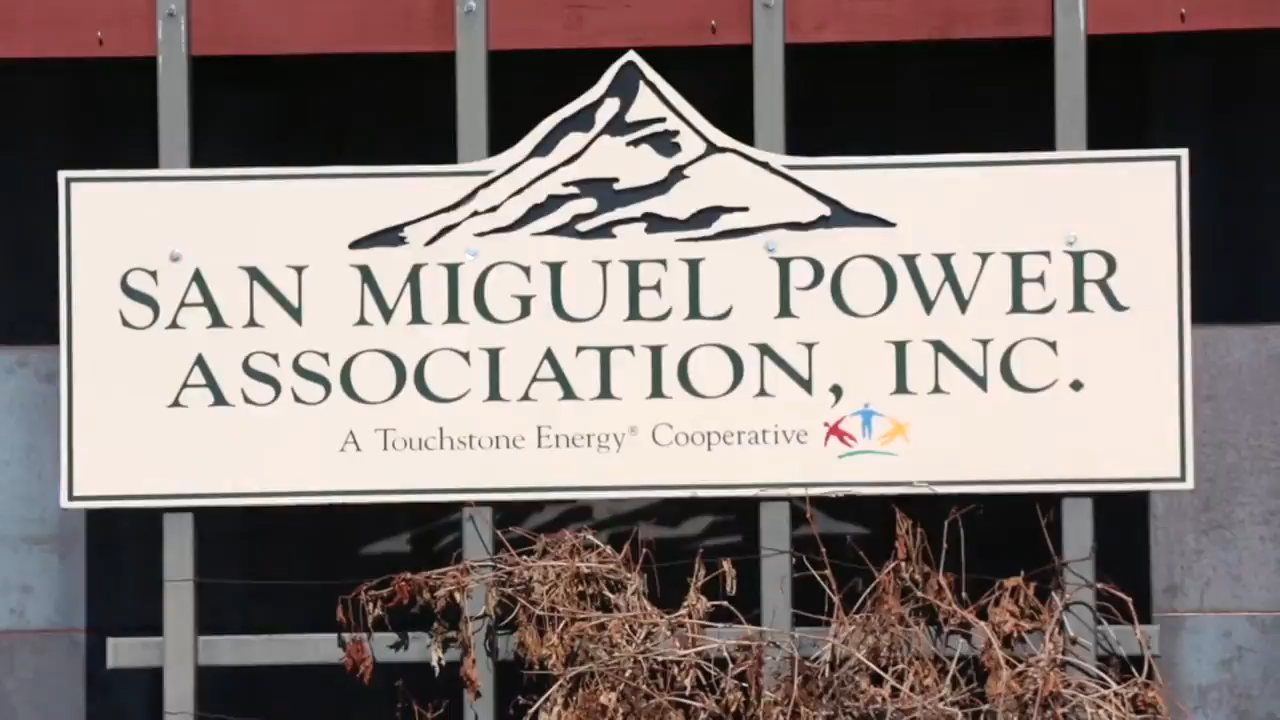 SAN MIGUEL POWER
ASSOCIATION, INC.
A Touchstone Energy® Cooperative